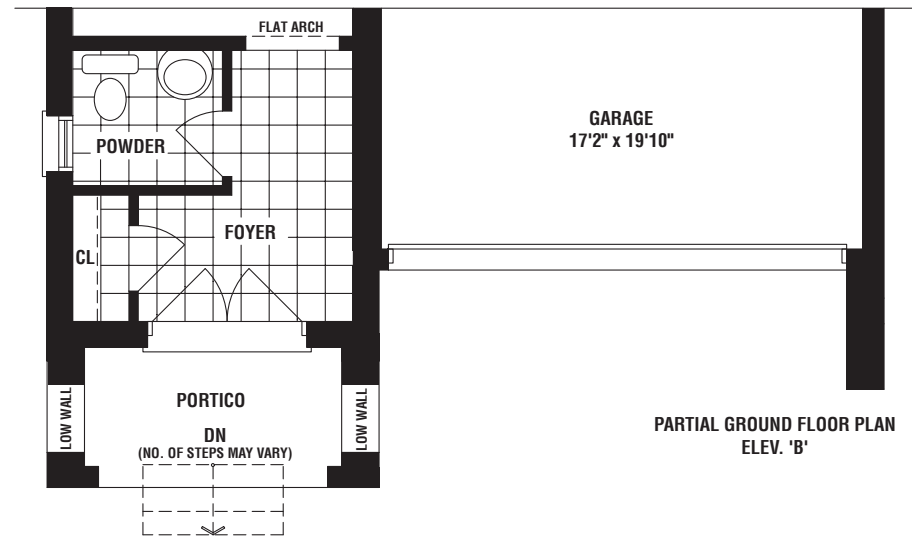 FLAT ARCH
GARAGE
17'2" x 19'10"
POWDER
FOYER
CL
LOW WALL
PORTICO
LOW WALL
DN
(NO. OF STEPS MAY VARY)
PARTIAL GROUND FLOOR PLAN
ELEV. 'B'